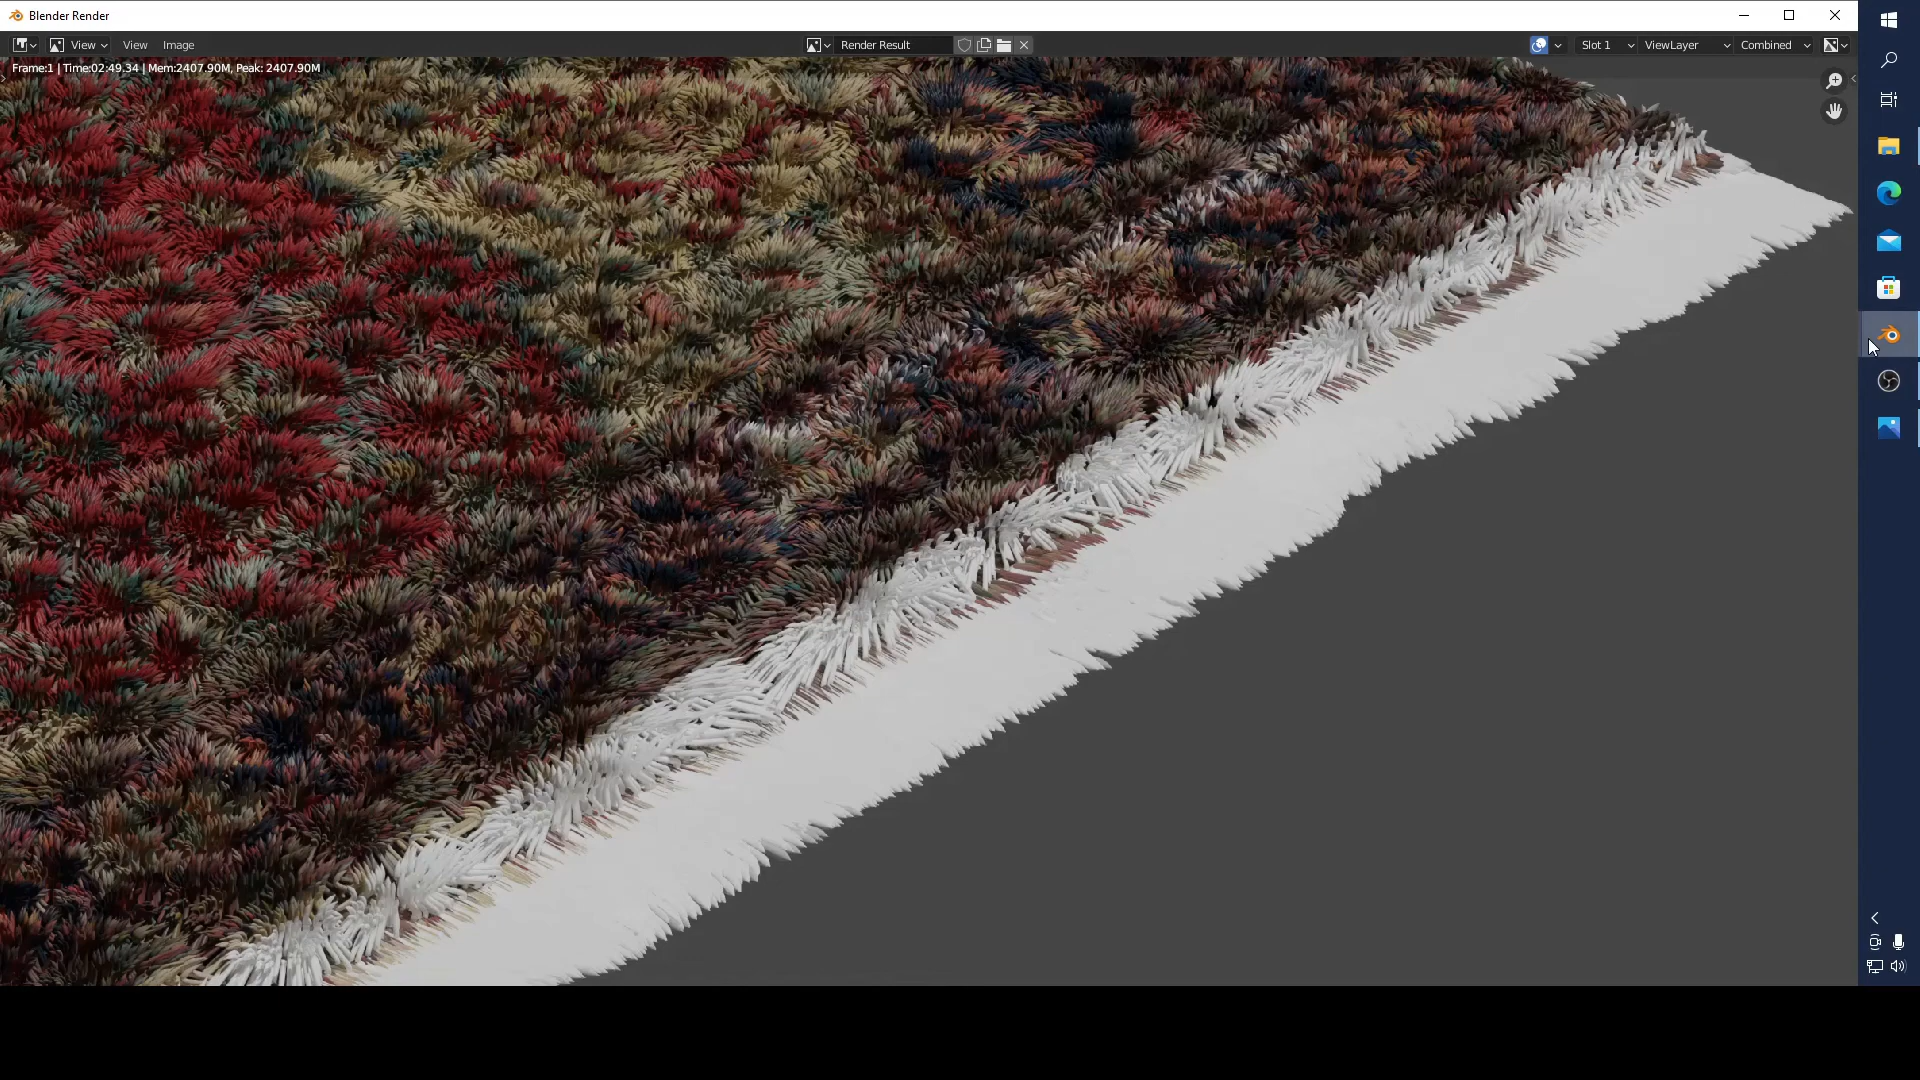 Blender Render
View View Image Render Result Slot 1 ViewLayer Combined
Frame:1 | Time:02:49.34 | Mem:2407.90M, Peak: 2407.90M